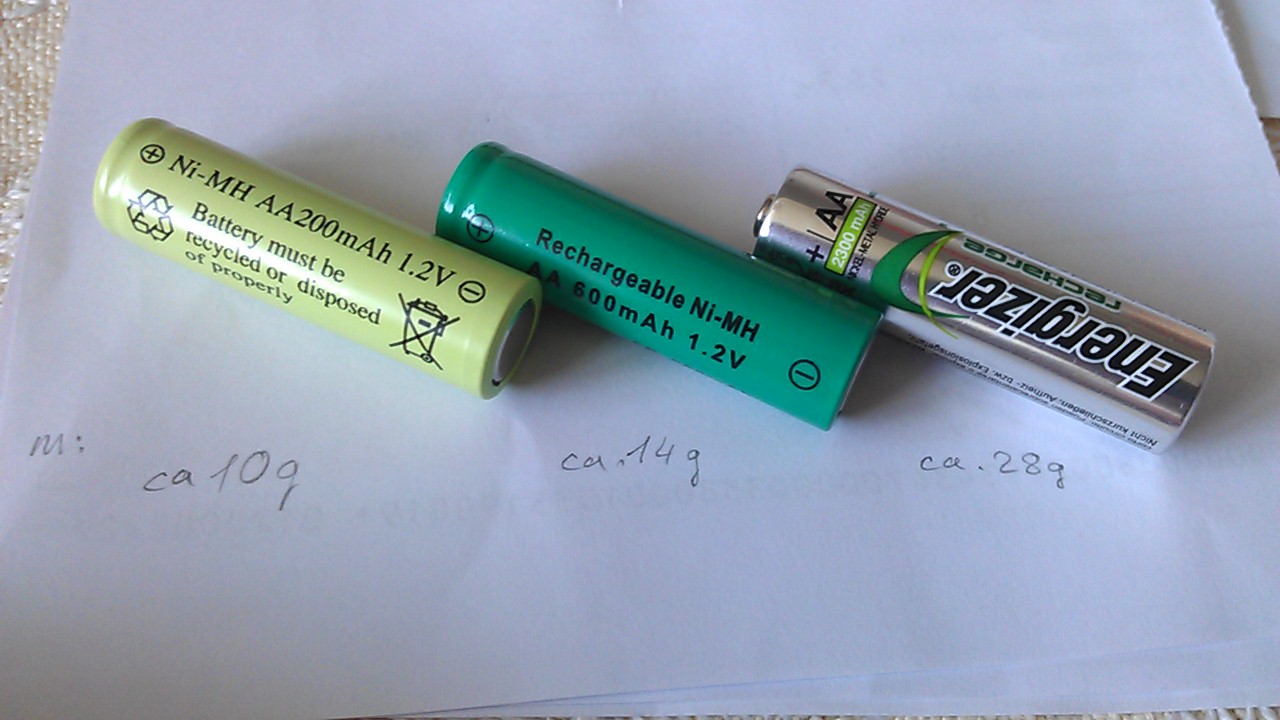 ⊕ Ni-MH AA200mAh 1.2V ⊖
Battery must be
recycled or disposed
of properly
⊕
Rechargeable Ni-MH
AA 600mAh 1.2V
⊖
+ AA
2300 mAh
Energizer®
recharge
m:
ca 10g
ca. 14g
ca. 28g